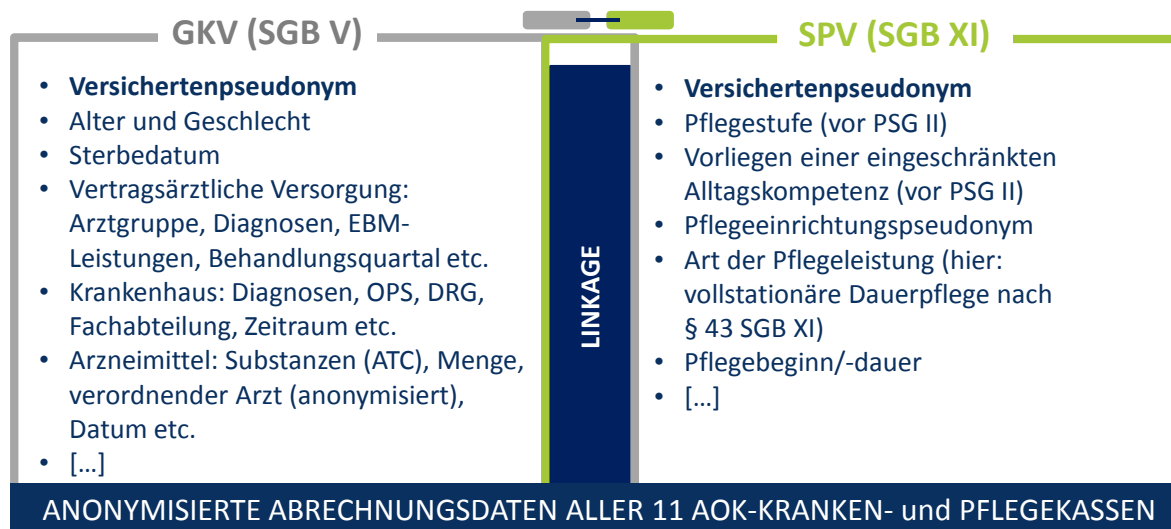 GKV (SGB V)
• Versichertenpseudonym
• Alter und Geschlecht
• Sterbedatum
• Vertragsärztliche Versorgung:
Arztgruppe, Diagnosen, EBM-
Leistungen, Behandlungsquartal etc.
• Krankenhaus: Diagnosen, OPS, DRG,
Fachabteilung, Zeitraum etc.
• Arzneimittel: Substanzen (ATC), Menge,
verordnender Arzt (anonymisiert),
Datum etc.
• [...]
LINKAGE
SPV (SGB XI)
• Versichertenpseudonym
• Pflegestufe (vor PSG II)
• Vorliegen einer eingeschränkten
Alltagskompetenz (vor PSG II)
• Pflegeeinrichtungspseudonym
• Art der Pflegeleistung (hier:
vollstationäre Dauerpflege nach
§ 43 SGB XI)
• Pflegebeginn/-dauer
• [...]
ANONYMISIERTE ABRECHNUNGSDATEN ALLER 11 AOK-KRANKEN- und PFLEGEKASSEN